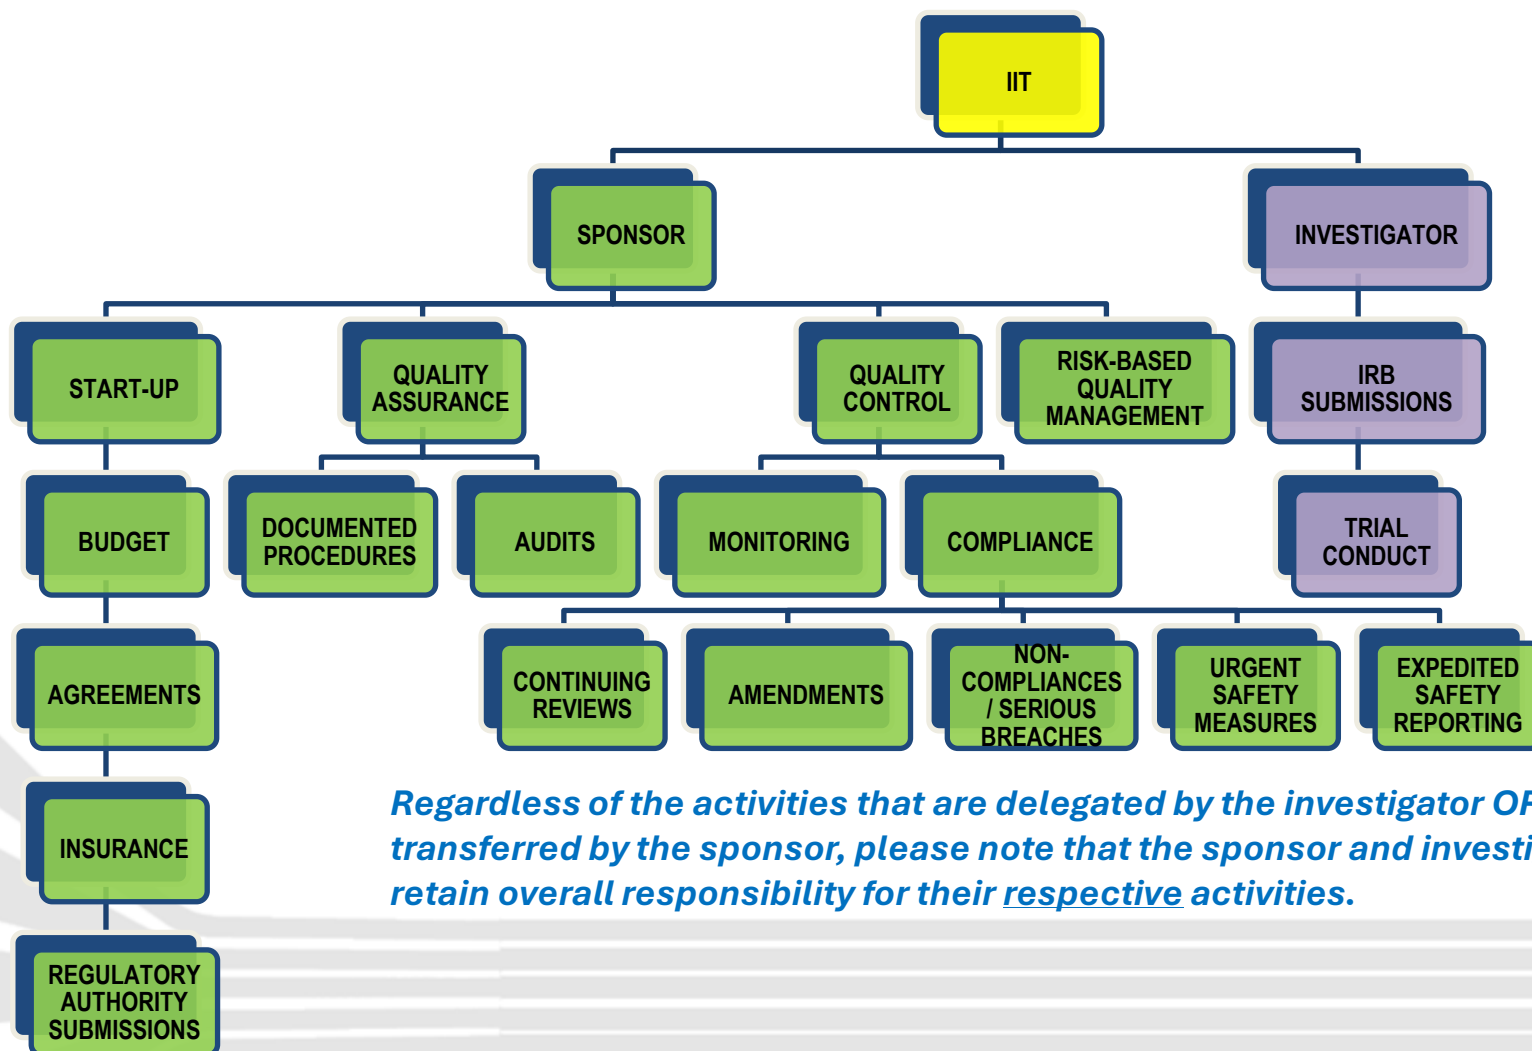 IIT
SPONSOR
INVESTIGATOR
START-UP
QUALITY
ASSURANCE
QUALITY
CONTROL
RISK-BASED
QUALITY
MANAGEMENT
IRB
SUBMISSIONS
BUDGET
DOCUMENTED
PROCEDURES
AUDITS
MONITORING
COMPLIANCE
TRIAL
CONDUCT
AGREEMENTS
CONTINUING
REVIEWS
AMENDMENTS
NON-
COMPLIANCES
/ SERIOUS
BREACHES
URGENT
SAFETY
MEASURES
EXPEDITED
SAFETY
REPORTING
INSURANCE
Regardless of the activities that are delegated by the investigator OR
transferred by the sponsor, please note that the sponsor and investi
retain overall responsibility for their respective activities.
REGULATORY
AUTHORITY
SUBMISSIONS